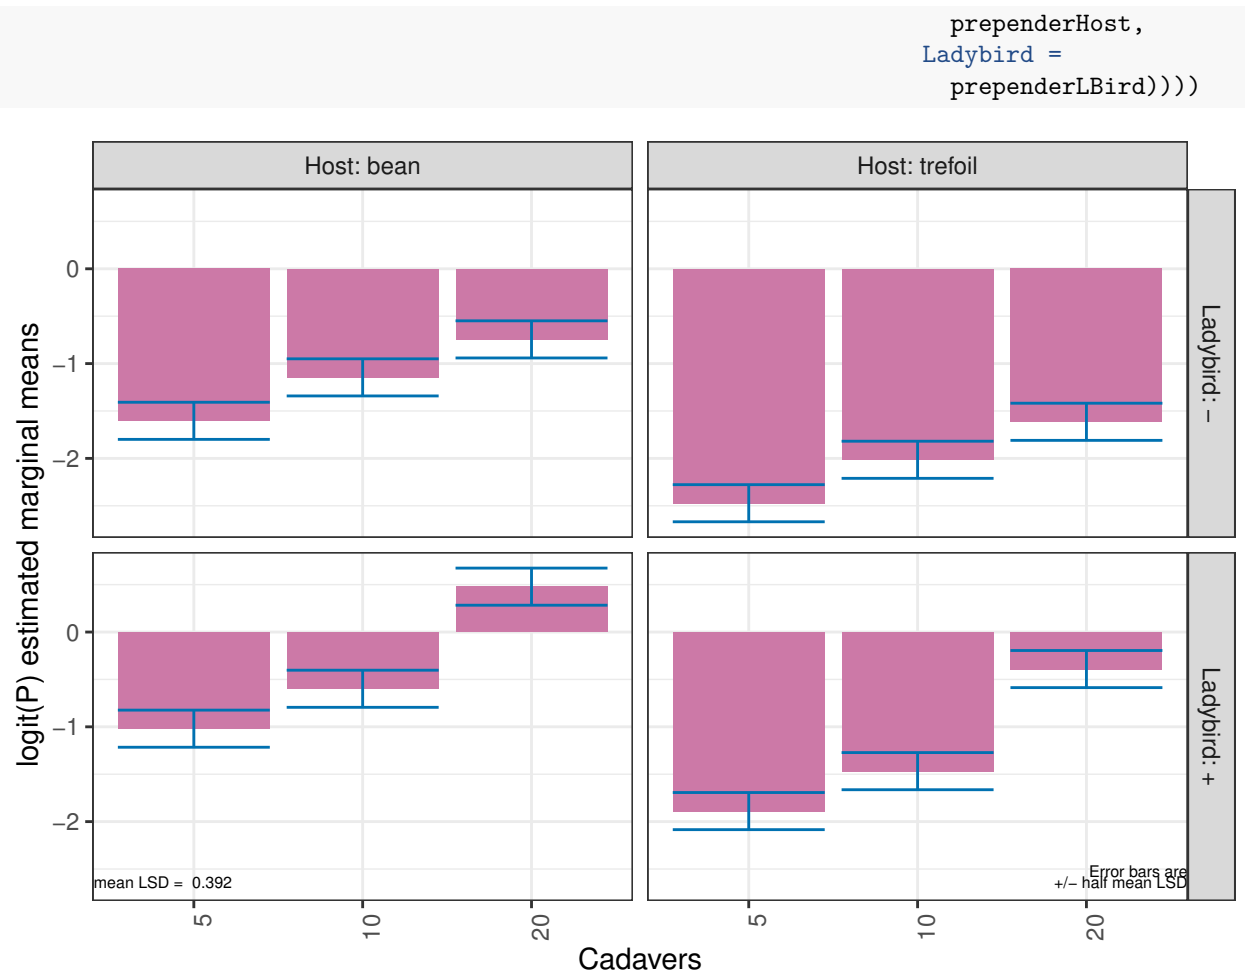 prependerHost,
Ladybird =
prependerLBird))))
Host: bean
Host: trefoil
0
−1
−2
Ladybird: −
logit(P) estimated marginal means
0
−1
−2
Ladybird: +
mean LSD = 0.392
Error bars are
+/− half mean LSD
5
10
20
5
10
20
Cadavers